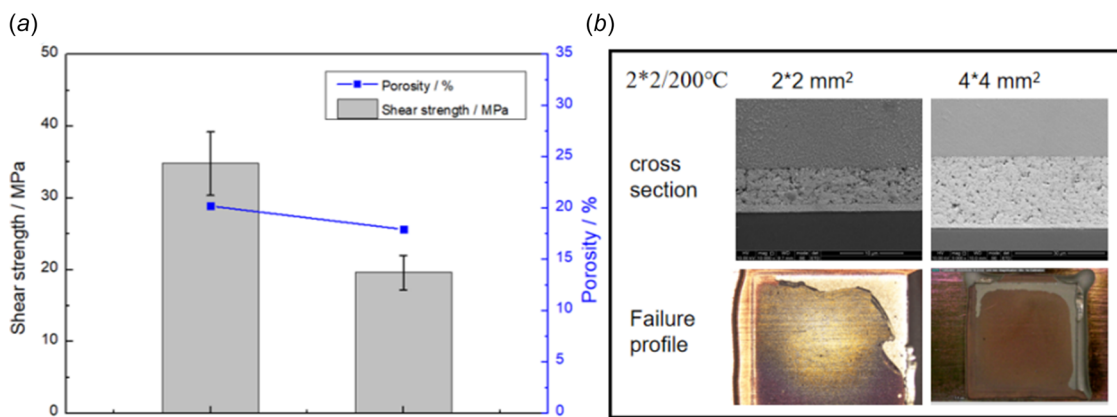 (a)
(b)
50
40
30
20
10
0
Shear strength / MPa
Porosity / %
Shear strength / MPa
35
30
25
20
15
10
5
0
Porosity / %
2*2/200℃
2*2 mm²
4*4 mm²
cross
section
Failure
profile